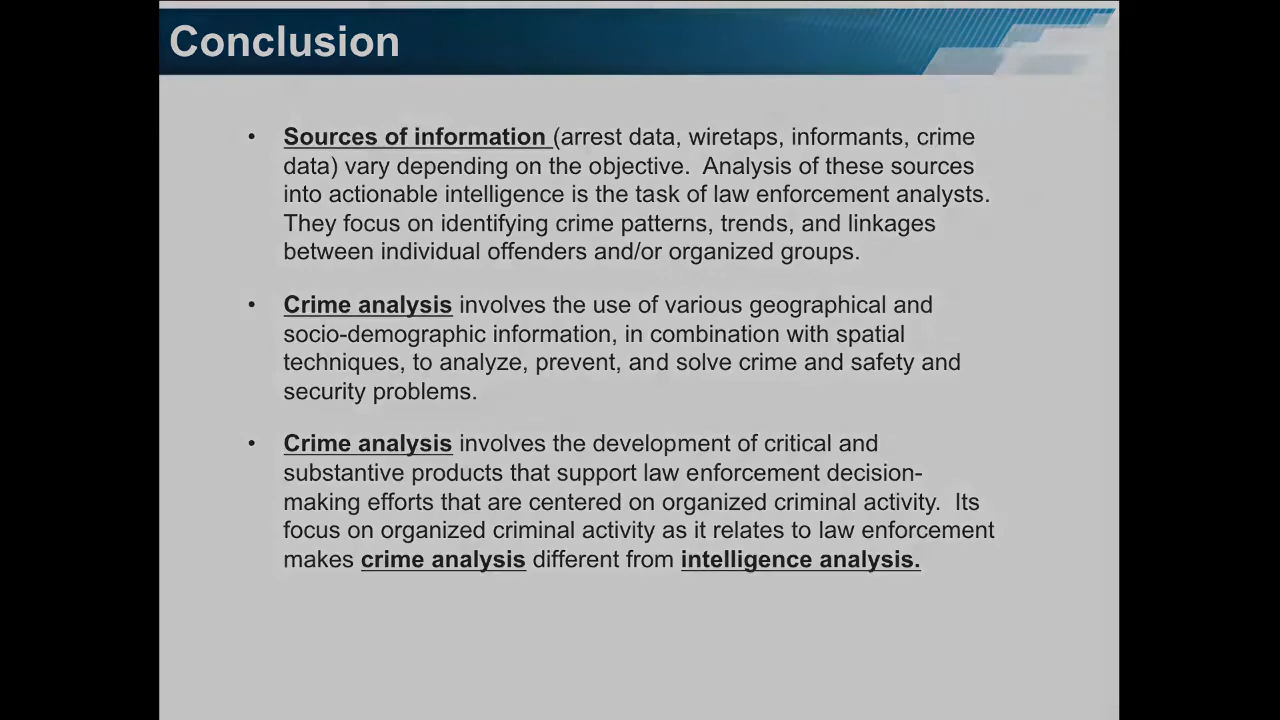 Conclusion
• Sources of information (arrest data, wiretaps, informants, crime
data) vary depending on the objective.  Analysis of these sources
into actionable intelligence is the task of law enforcement analysts.
They focus on identifying crime patterns, trends, and linkages
between individual offenders and/or organized groups.
• Crime analysis involves the use of various geographical and
socio-demographic information, in combination with spatial
techniques, to analyze, prevent, and solve crime and safety and
security problems.
• Crime analysis involves the development of critical and
substantive products that support law enforcement decision-
making efforts that are centered on organized criminal activity.  Its
focus on organized criminal activity as it relates to law enforcement
makes crime analysis different from intelligence analysis.